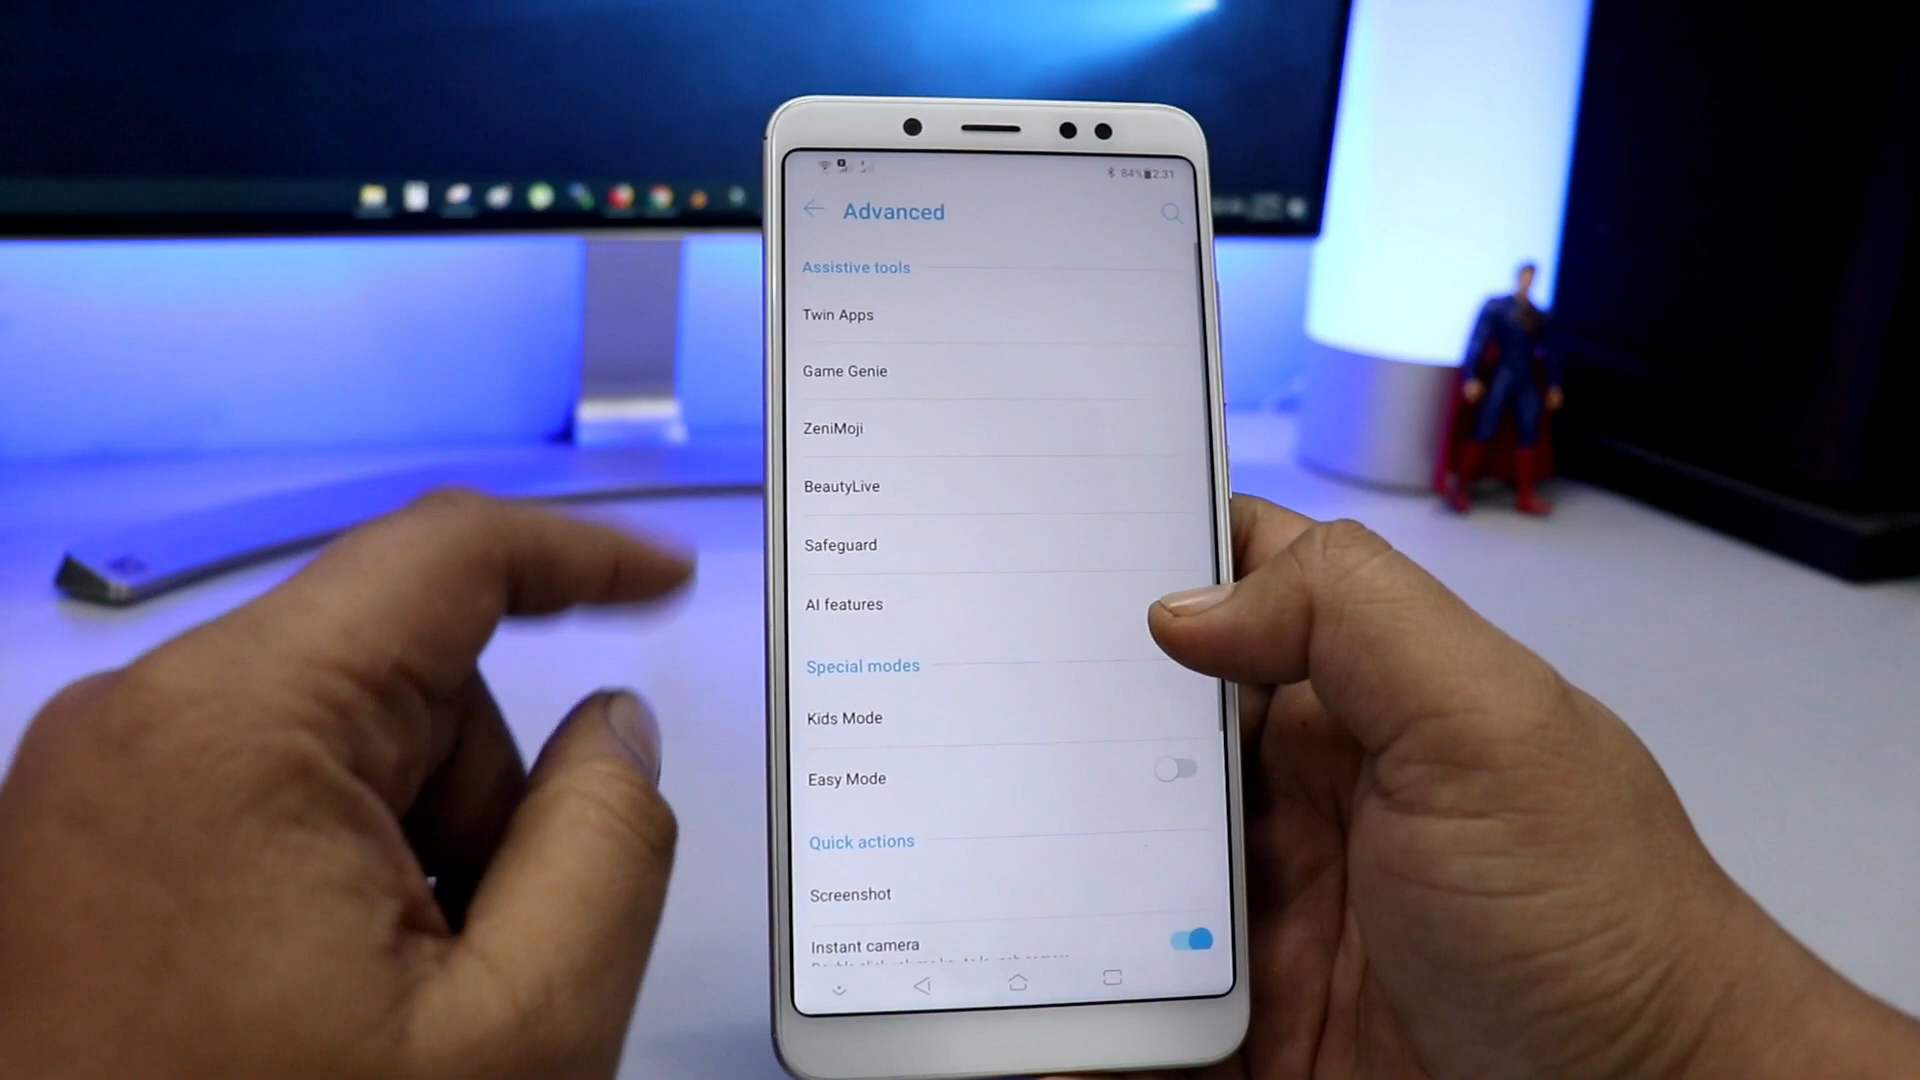 84% 2:31
Advanced
Assistive tools
Twin Apps
Game Genie
ZeniMoji
BeautyLive
Safeguard
AI features
Special modes
Kids Mode
Easy Mode
Quick actions
Screenshot
Instant camera